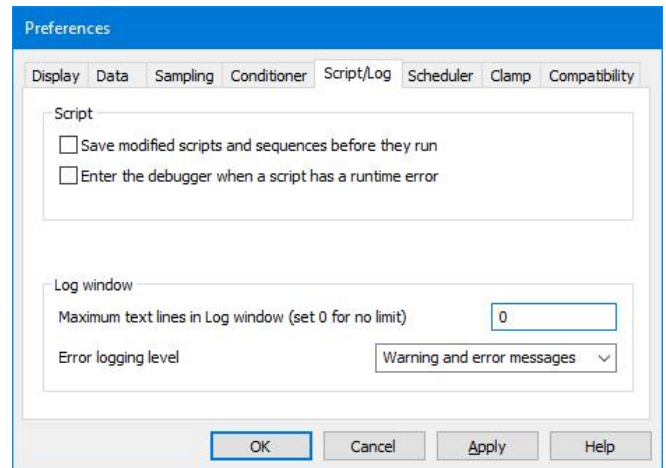 Preferences
Display Data Sampling Conditioner Script/Log Scheduler Clamp Compatibility
Script
Save modified scripts and sequences before they run
Enter the debugger when a script has a runtime error
Log window
Maximum text lines in Log window (set 0 for no limit) 0
Error logging level Warning and error messages
OK Cancel Apply Help